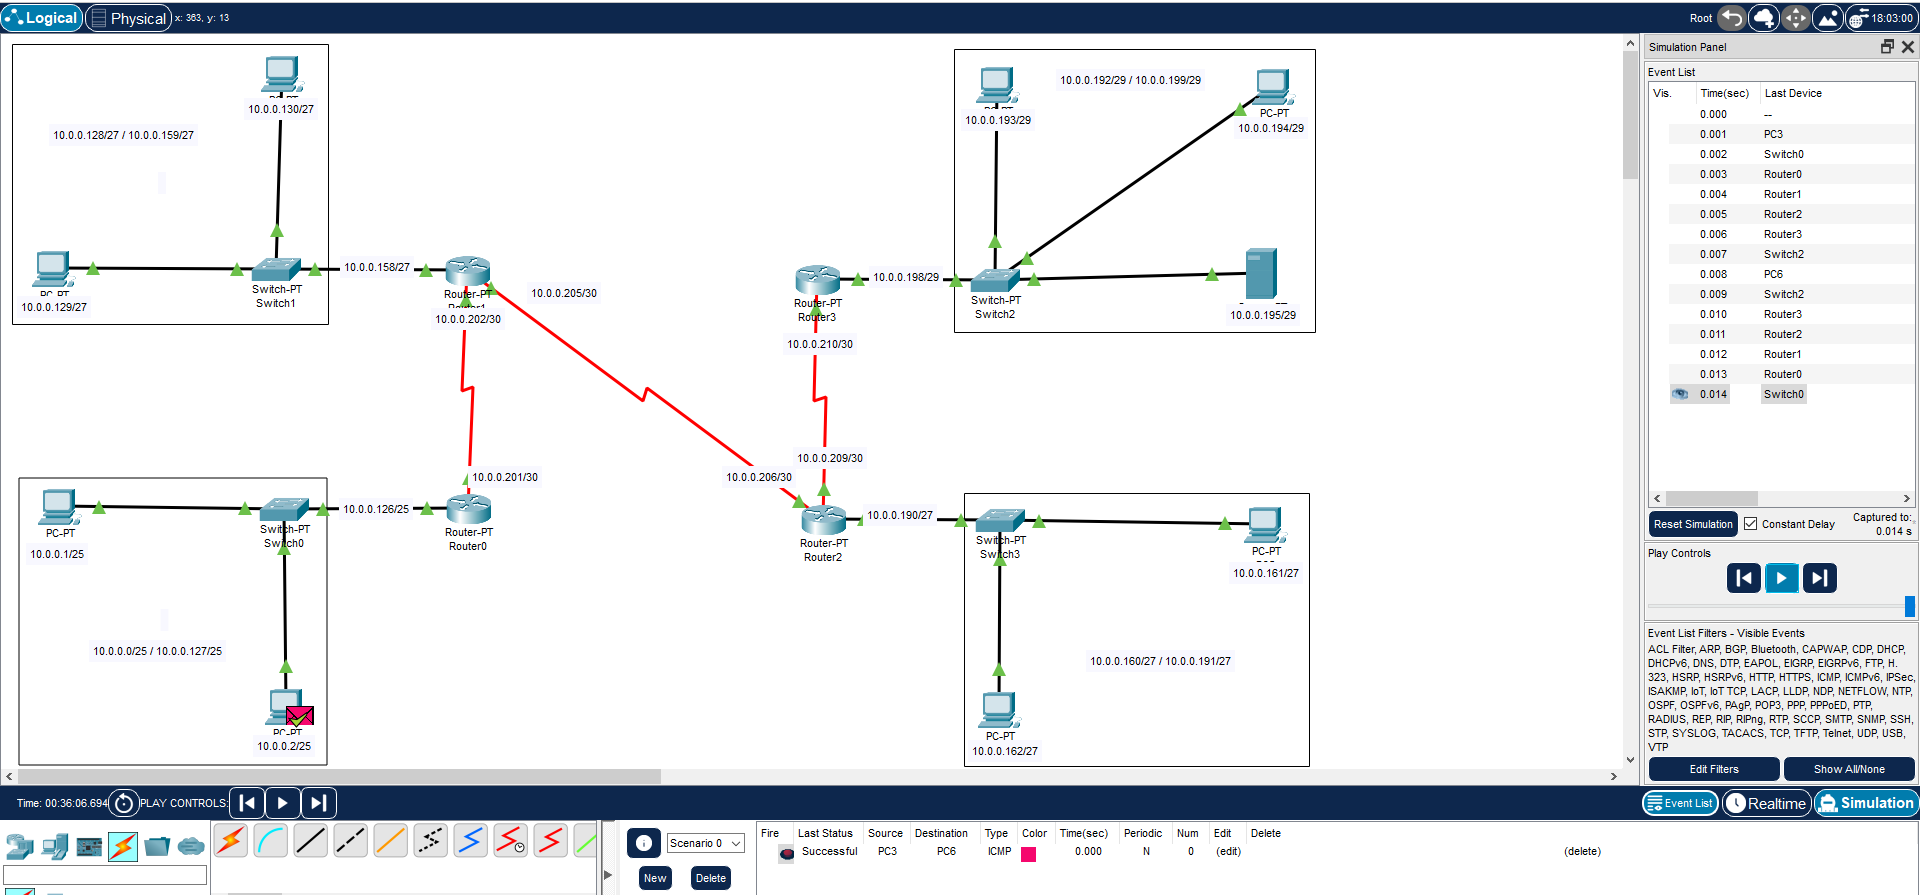 Logical
Physical
x: 363, y: 13
Root
18:03:00
10.0.0.130/27
10.0.0.128/27 / 10.0.0.159/27
PC-PT
10.0.0.129/27
Switch-PT
Switch1
10.0.0.158/27
Router-PT
Router1
10.0.0.202/30
10.0.0.205/30
10.0.0.192/29 / 10.0.0.199/29
10.0.0.193/29
PC-PT
10.0.0.194/29
Router-PT
Router3
10.0.0.198/29
Switch-PT
Switch2
10.0.0.195/29
10.0.0.210/30
10.0.0.209/30
10.0.0.206/30
10.0.0.201/30
PC-PT
10.0.0.1/25
Switch-PT
Switch0
10.0.0.126/25
Router-PT
Router0
10.0.0.0/25 / 10.0.0.127/25
PC-PT
10.0.0.2/25
Router-PT
Router2
10.0.0.190/27
Switch-PT
Switch3
PC-PT
10.0.0.161/27
10.0.0.160/27 / 10.0.0.191/27
PC-PT
10.0.0.162/27
Simulation Panel
Event List
Vis. Time(sec) Last Device
0.000 --
0.001 PC3
0.002 Switch0
0.003 Router0
0.004 Router1
0.005 Router2
0.006 Router3
0.007 Switch2
0.008 PC6
0.009 Switch2
0.010 Router3
0.011 Router2
0.012 Router1
0.013 Router0
0.014 Switch0
Reset Simulation
Constant Delay
Captured to:
0.014 s
Play Controls
Event List Filters - Visible Events
ACL Filter, ARP, BGP, Bluetooth, CAPWAP, CDP, DHCP,
DHCPv6, DNS, DTP, EAPOL, EIGRP, EIGRPv6, FTP, H.
323, HSRP, HSRPv6, HTTP, HTTPS, ICMP, ICMPv6, IPSec,
ISAKMP, IoT, IoT TCP, LACP, LLDP, NDP, NETFLOW, NTP,
OSPF, OSPFv6, PAgP, POP3, PPP, PPPoED, PTP,
RADIUS, REP, RIP, RIPng, RTP, SCCP, SMTP, SNMP, SSH,
STP, SYSLOG, TACACS, TCP, TFTP, Telnet, UDP, USB,
VTP
Edit Filters
Show All/None
Time: 00:36:06.694
PLAY CONTROLS:
Event List
Realtime
Simulation
Scenario 0
New
Delete
Fire Last Status Source Destination Type Color Time(sec) Periodic Num Edit Delete
Successful PC3 PC6 ICMP 0.000 N 0 (edit) (delete)